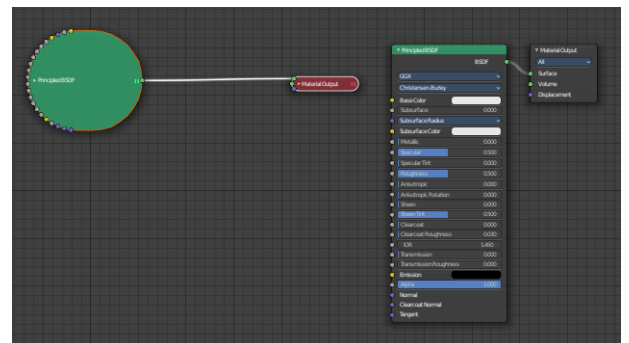 Principled BSDF
Material Output
Principled BSDF
BSDF
GGX
Christensen-Burley
Base Color
Subsurface 0.000
Subsurface Radius
Subsurface Color
Metallic 0.000
Specular 0.500
Specular Tint 0.000
Roughness 0.500
Anisotropic 0.000
Anisotropic Rotation 0.000
Sheen 0.000
Sheen Tint 0.500
Clearcoat 0.000
Clearcoat Roughness 0.030
IOR 1.450
Transmission 0.000
Transmission Roughness 0.000
Emission
Alpha 1.000
Normal
Clearcoat Normal
Tangent
Material Output
All
Surface
Volume
Displacement